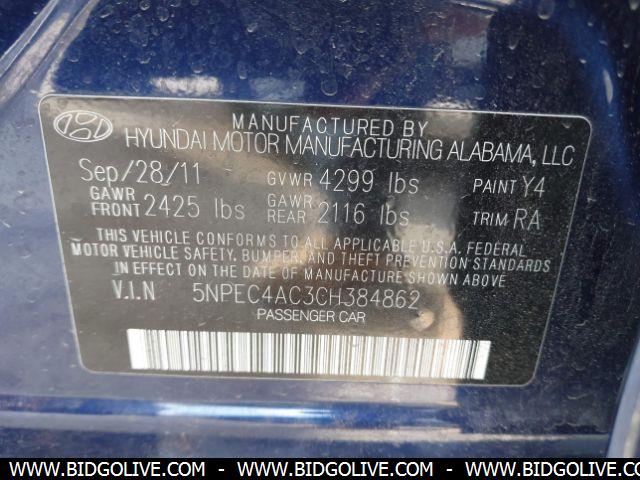 MANUFACTURED BY
HYUNDAI MOTOR MANUFACTURING ALABAMA, LLC
Sep/28/11 GVWR 4299 lbs PAINT Y4
GAWR FRONT 2425 lbs GAWR REAR 2116 lbs TRIM RA
THIS VEHICLE CONFORMS TO ALL APPLICABLE U.S.A. FEDERAL
MOTOR VEHICLE SAFETY, BUMPER, AND THEFT PREVENTION STANDARDS
IN EFFECT ON THE DATE OF MANUFACTURE SHOWN ABOVE.
V.I.N 5NPEC4AC3CH384862
PASSENGER CAR
WWW.BIDGOLIVE.COM - WWW.BIDGOLIVE.COM - WWW.BIDGOLIVE.COM